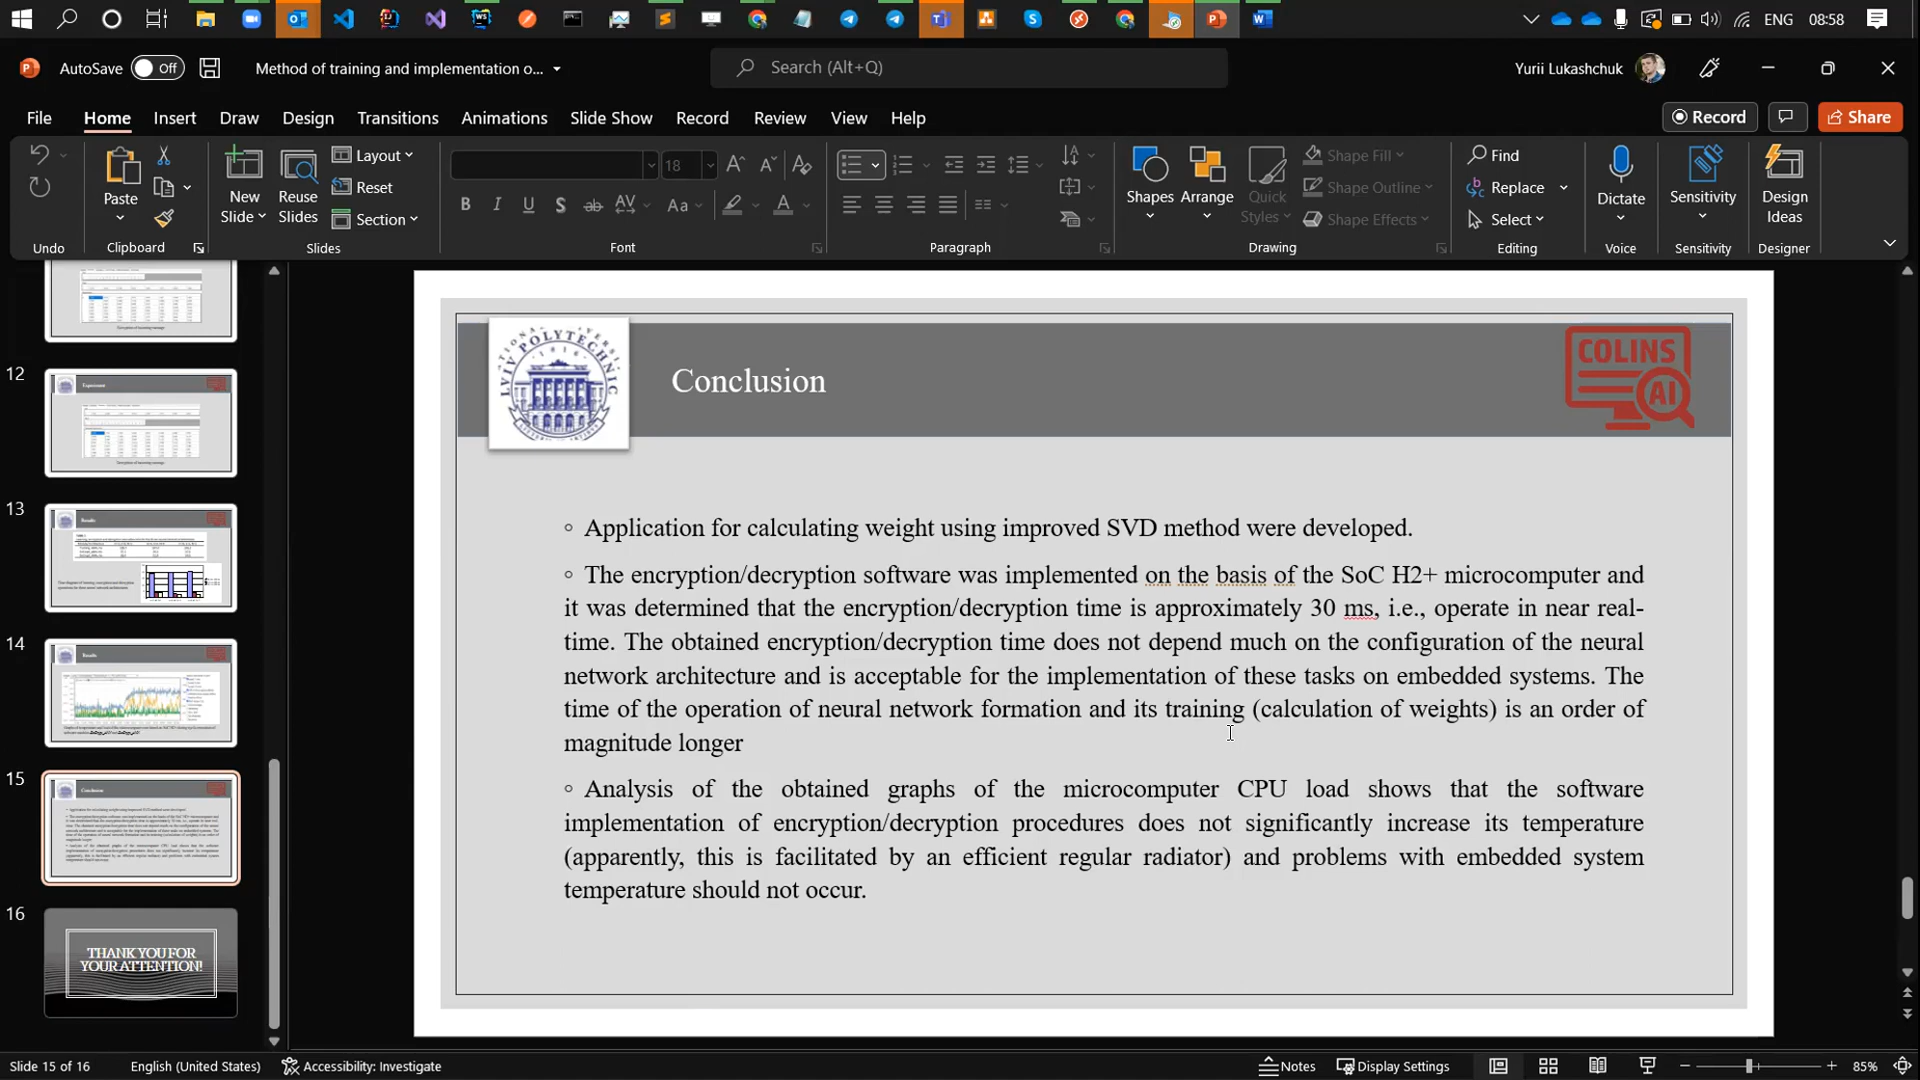 ENG 08:58
AutoSave Off Method of training and implementation o... Search (Alt+Q) Yurii Lukashchuk
File Home Insert Draw Design Transitions Animations Slide Show Record Review View Help Record Share
Undo
Paste
Clipboard
New Slide
Reuse Slides
Layout
Reset
Section
Slides
18
Font
Paragraph
Shapes
Arrange
Quick Styles
Shape Fill
Shape Outline
Shape Effects
Drawing
Find
Replace
Select
Editing
Dictate
Voice
Sensitivity
Sensitivity
Design Ideas
Designer
12
Experiment
13
Results
14
Results
15
Conclusion
16
THANK YOU FOR
YOUR ATTENTION!
LVIV POLYTECHNIC
1816
Conclusion
COLINS
AI
◦ Application for calculating weight using improved SVD method were developed.
◦ The encryption/decryption software was implemented on the basis of the SoC H2+ microcomputer and
it was determined that the encryption/decryption time is approximately 30 ms, i.e., operate in near real-
time. The obtained encryption/decryption time does not depend much on the configuration of the neural
network architecture and is acceptable for the implementation of these tasks on embedded systems. The
time of the operation of neural network formation and its training (calculation of weights) is an order of
magnitude longer
◦ Analysis of the obtained graphs of the microcomputer CPU load shows that the software
implementation of encryption/decryption procedures does not significantly increase its temperature
(apparently, this is facilitated by an efficient regular radiator) and problems with embedded system
temperature should not occur.
Slide 15 of 16 English (United States) Accessibility: Investigate Notes Display Settings 85%